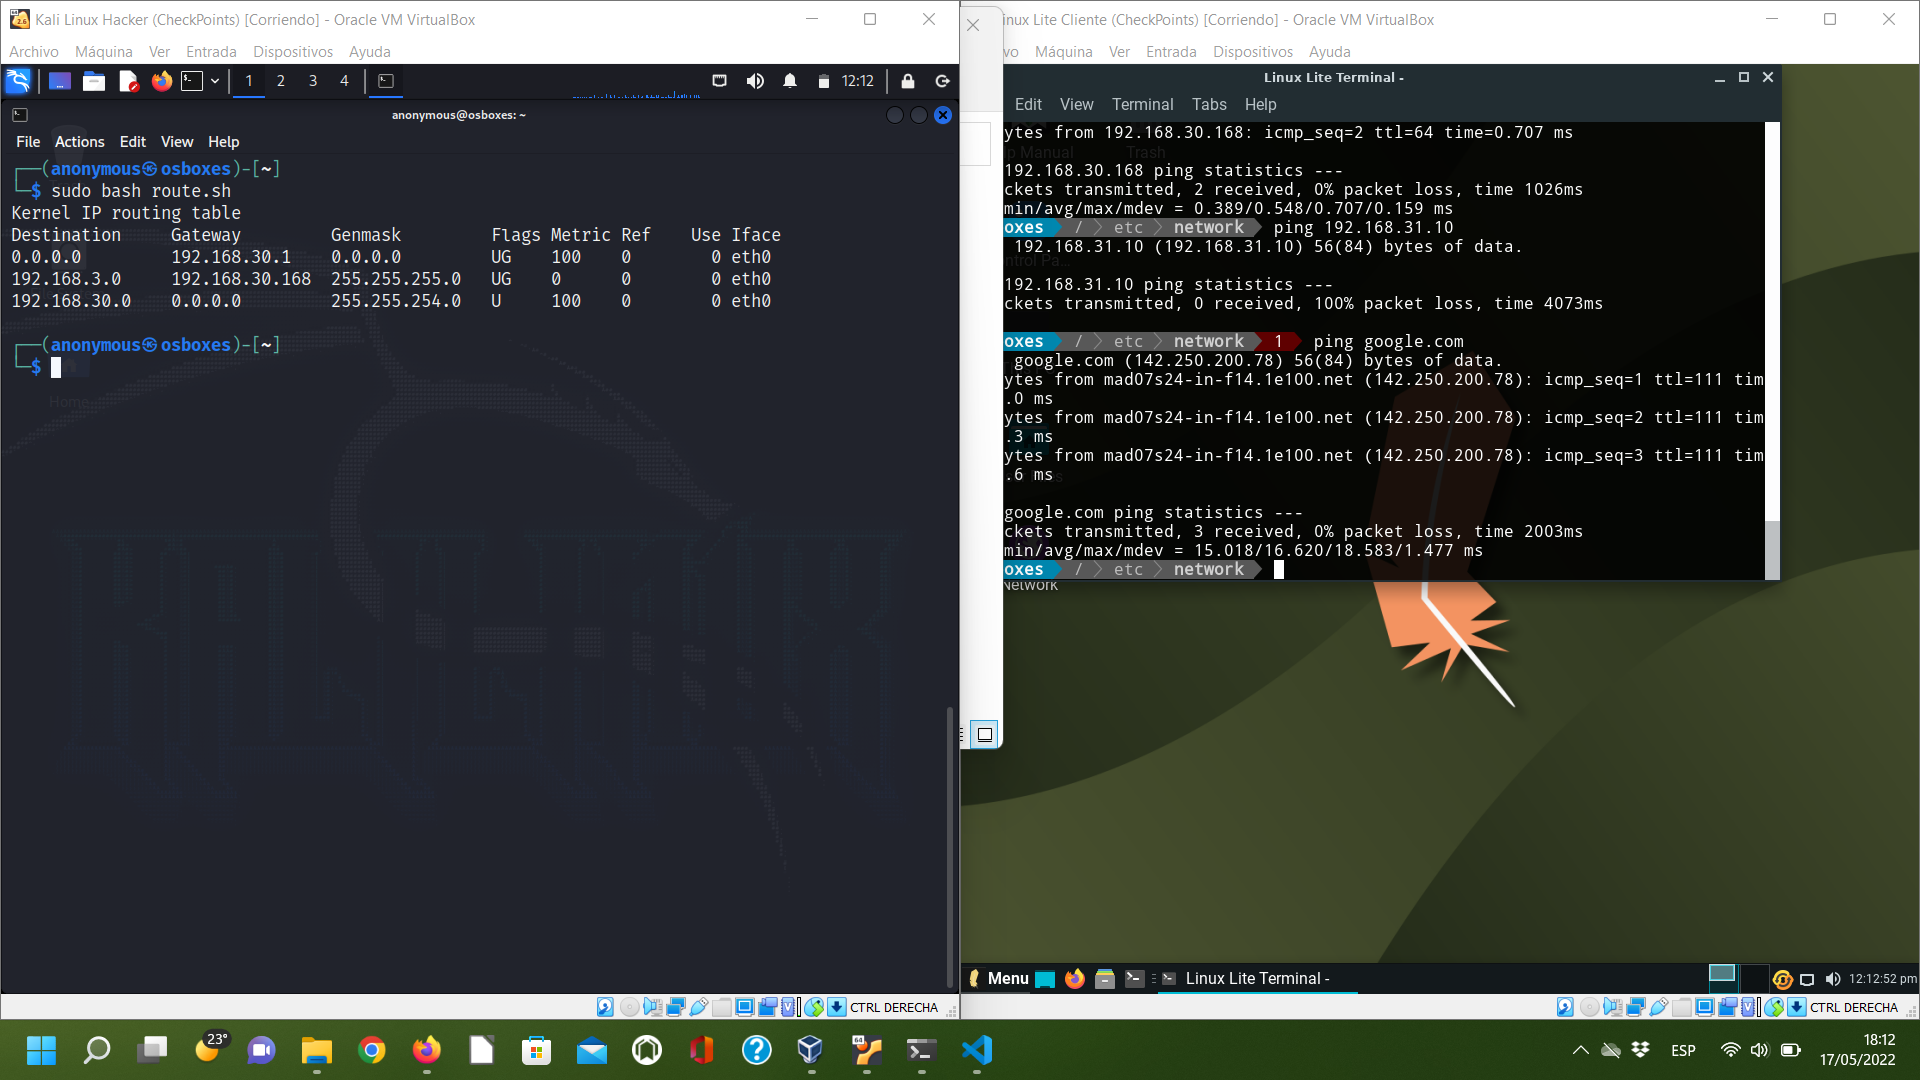 Kali Linux Hacker (CheckPoints) [Corriendo] - Oracle VM VirtualBox
Archivo Máquina Ver Entrada Dispositivos Ayuda
1 2 3 4 12:12
anonymous@osboxes: ~
File Actions Edit View Help
(anonymous㉿osboxes)-[~]
$ sudo bash route.sh
Kernel IP routing table
Destination Gateway Genmask Flags Metric Ref Use Iface
0.0.0.0 192.168.30.1 0.0.0.0 UG 100 0 0 eth0
192.168.3.0 192.168.30.168 255.255.255.0 UG 0 0 0 eth0
192.168.30.0 0.0.0.0 255.255.254.0 U 100 0 0 eth0
(anonymous㉿osboxes)-[~]
$
Home
CTRL DERECHA
inux Lite Cliente (CheckPoints) [Corriendo] - Oracle VM VirtualBox
vo Máquina Ver Entrada Dispositivos Ayuda
Linux Lite Terminal -
Edit View Terminal Tabs Help
ytes from 192.168.30.168: icmp_seq=2 ttl=64 time=0.707 ms
p Manual Trash
192.168.30.168 ping statistics ---
ckets transmitted, 2 received, 0% packet loss, time 1026ms
min/avg/max/mdev = 0.389/0.548/0.707/0.159 ms
oxes / etc network ping 192.168.31.10
192.168.31.10 (192.168.31.10) 56(84) bytes of data.
ntrol Pa...
192.168.31.10 ping statistics ---
ckets transmitted, 0 received, 100% packet loss, time 4073ms
oxes / etc network 1 ping google.com
google.com (142.250.200.78) 56(84) bytes of data.
ytes from mad07s24-in-f14.1e100.net (142.250.200.78): icmp_seq=1 ttl=111 tim
.0 ms
ytes from mad07s24-in-f14.1e100.net (142.250.200.78): icmp_seq=2 ttl=111 tim
.3 ms
ytes from mad07s24-in-f14.1e100.net (142.250.200.78): icmp_seq=3 ttl=111 tim
.6 ms
google.com ping statistics ---
ckets transmitted, 3 received, 0% packet loss, time 2003ms
min/avg/max/mdev = 15.018/16.620/18.583/1.477 ms
oxes / etc network
Network
Menu Linux Lite Terminal - 12:12:52 pm
CTRL DERECHA
23° ESP 18:12
17/05/2022